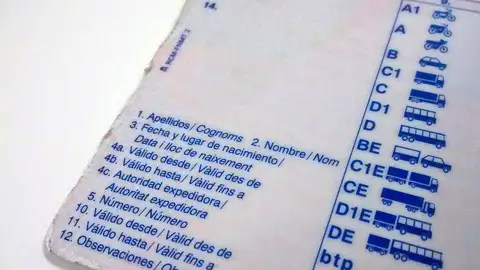 9.
14.
A1
A
B
C1
C
D1
D
BE
C1E
CE
D1E
DE
btp
1. Apellidos / Cognoms 2. Nombre / Nom
3. Fecha y lugar de nacimiento /
Data i lloc de naixement
4a. Válido desde / Vàlid des de
4b. Válido hasta / Vàlid fins a
4c. Autoridad expedidora /
Autoritat expedidora
5. Número / Número
10. Válido desde / Vàlid des de
11. Válido hasta / Vàlid fins a
12. Observaciones /